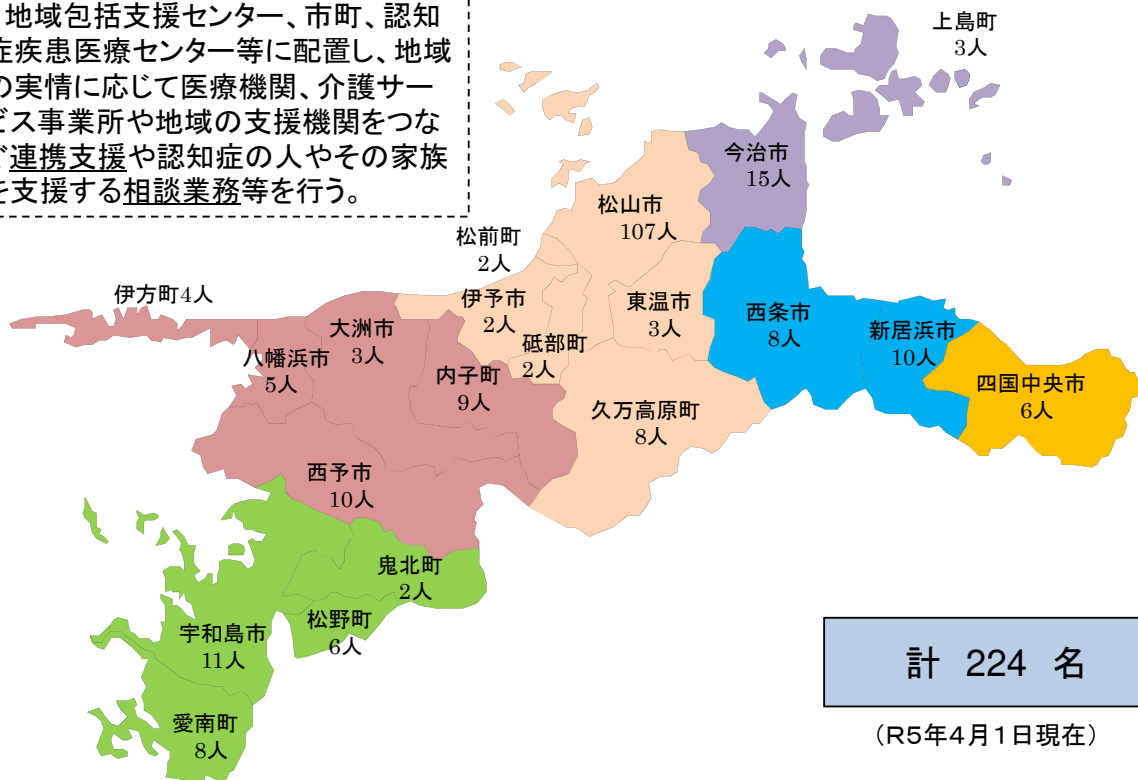 地域包括支援センター、市町、認知
症疾患医療センター等に配置し、地域
の実情に応じて医療機関、介護サー
ビス事業所や地域の支援機関をつな
ぐ連携支援や認知症の人やその家族
を支援する相談業務等を行う。
上島町
3人
今治市
15人
松山市
107人
松前町
2人
伊予市
2人
東温市
3人
砥部町
2人
西条市
8人
新居浜市
10人
四国中央市
6人
久万高原町
8人
伊方町4人
大洲市
3人
八幡浜市
5人
内子町
9人
西予市
10人
鬼北町
2人
松野町
6人
宇和島市
11人
愛南町
8人
計 224 名
(R5年4月1日現在)